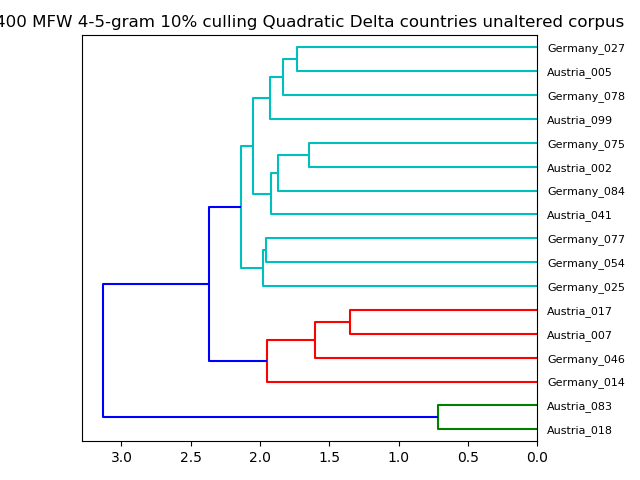 400 MFW 4-5-gram 10% culling Quadratic Delta countries unaltered corpus
Germany_027
Austria_005
Germany_078
Austria_099
Germany_075
Austria_002
Germany_084
Austria_041
Germany_077
Germany_054
Germany_025
Austria_017
Austria_007
Germany_046
Germany_014
Austria_083
Austria_018
3.0 2.5 2.0 1.5 1.0 0.5 0.0